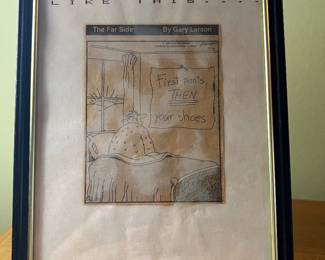 LIKE THIS....
The Far Side By Gary Larson
First pants
THEN
your shoes